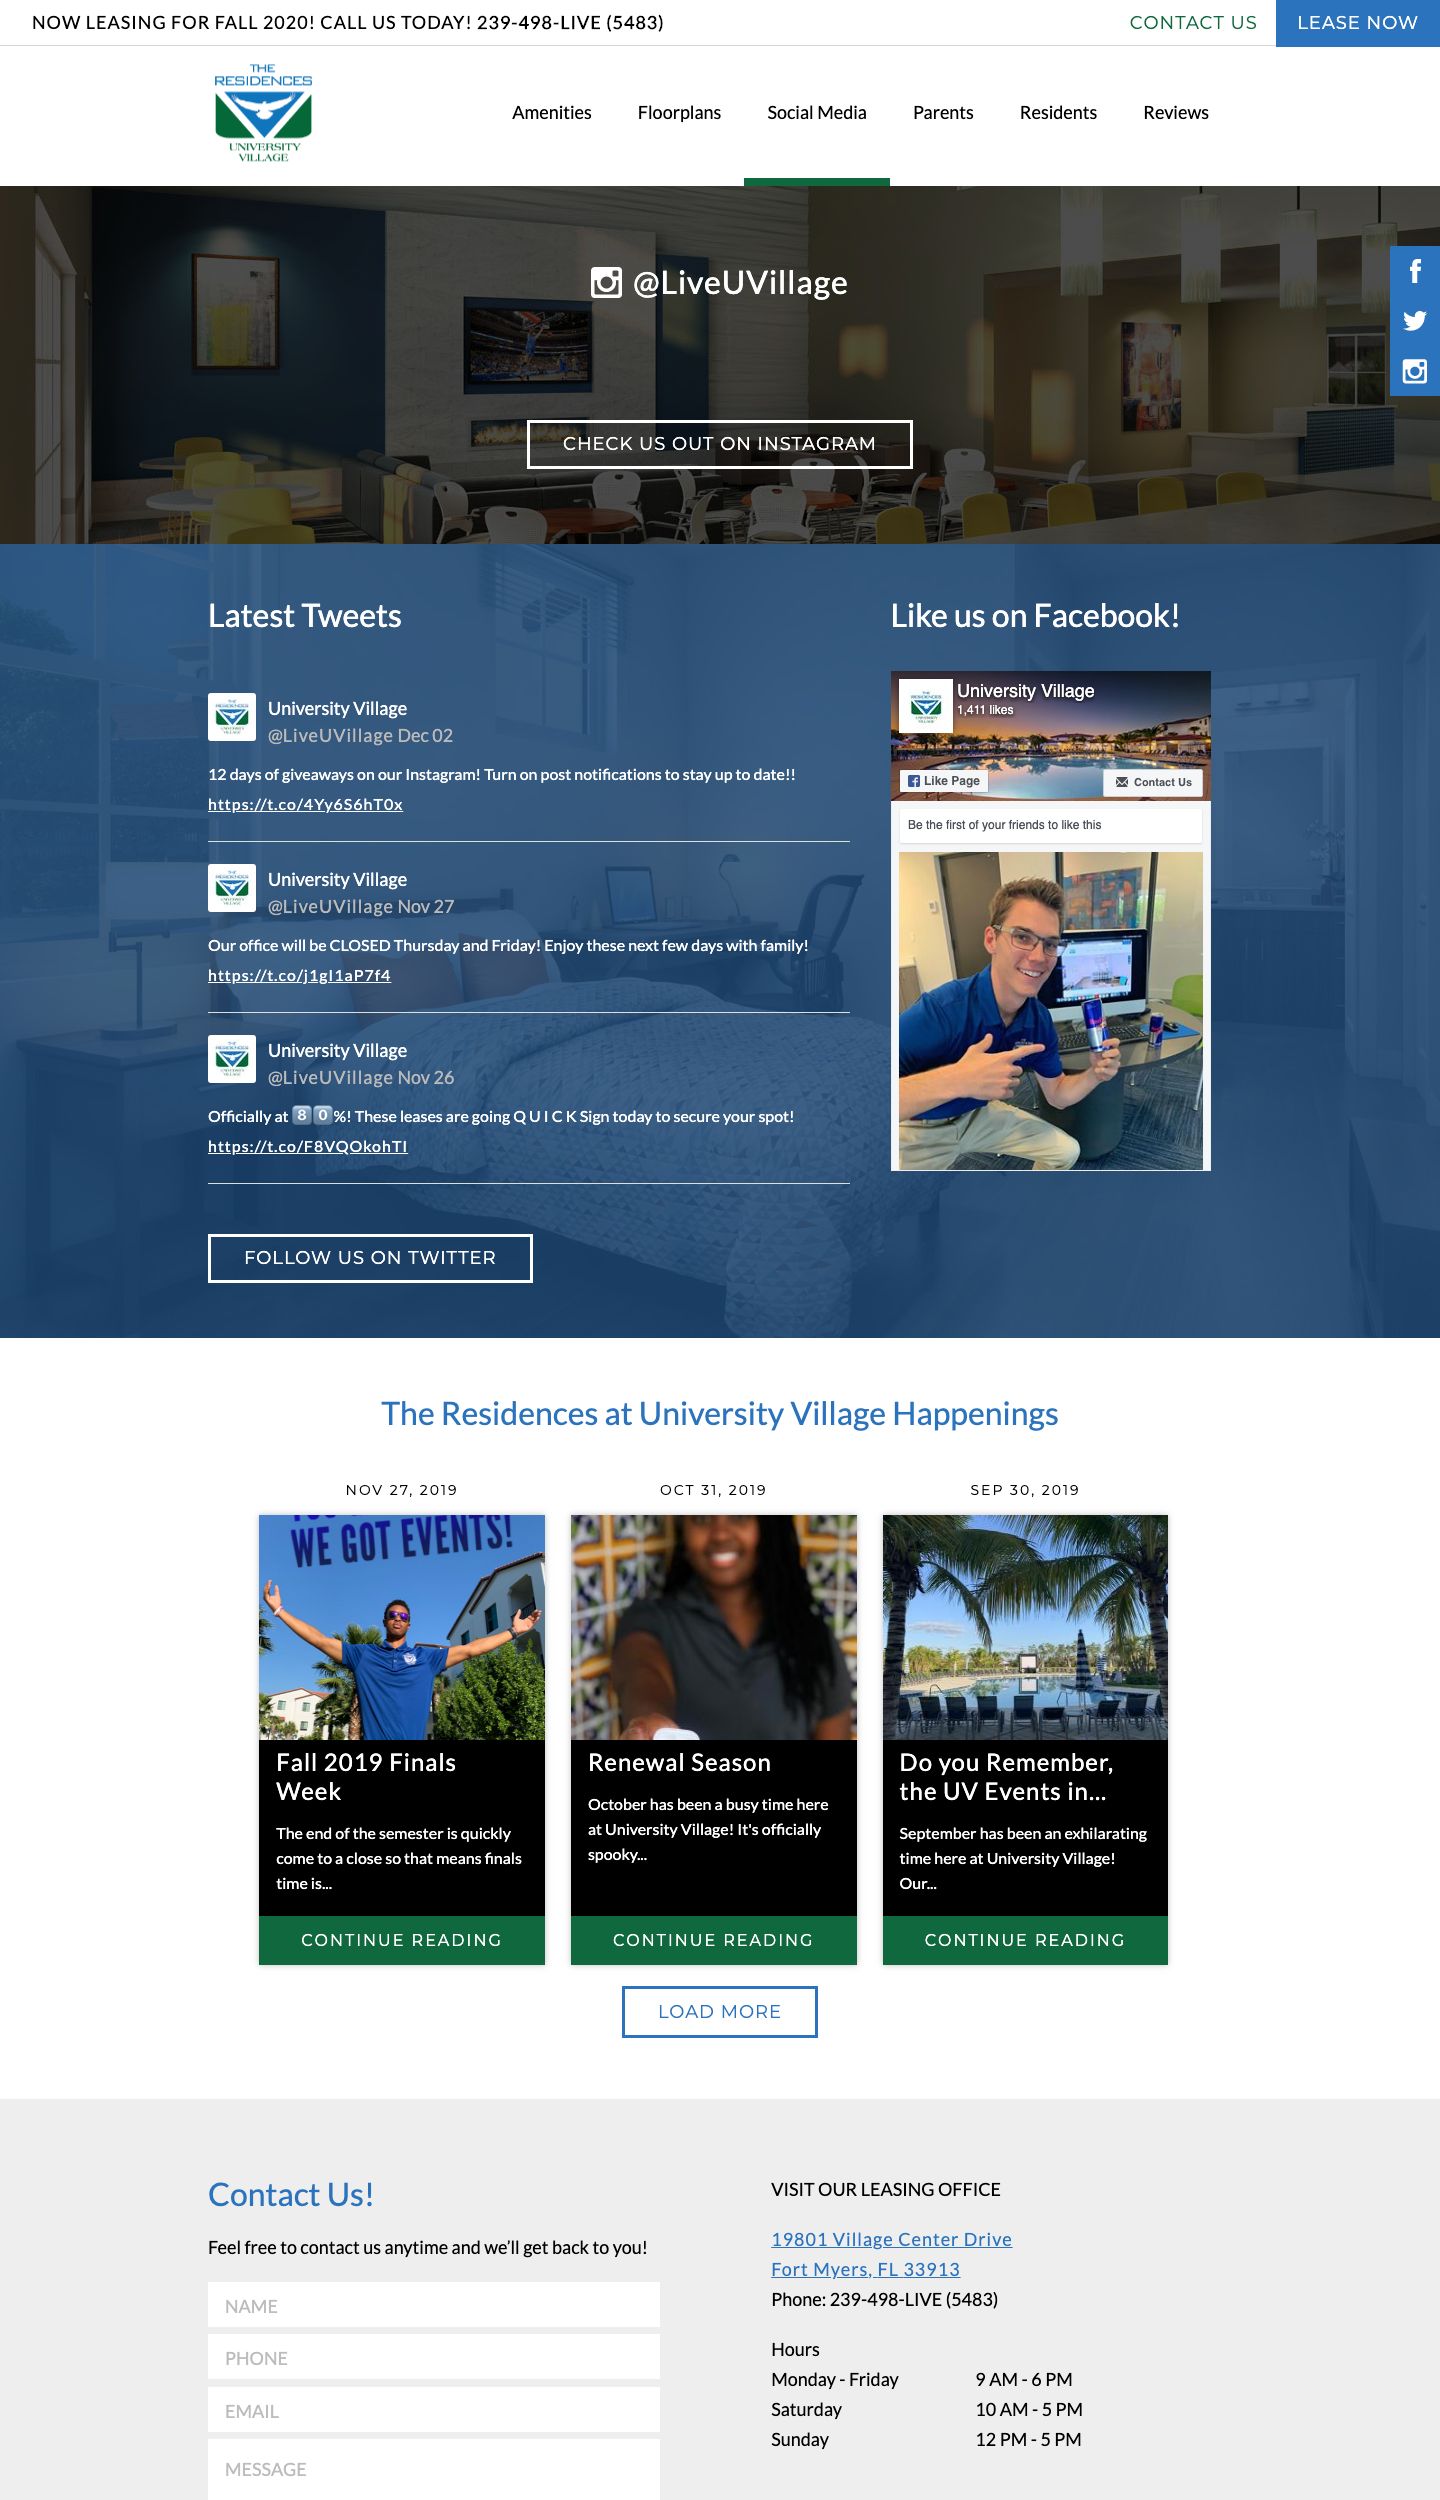 NOW LEASING FOR FALL 2020! CALL US TODAY! 239-498-LIVE (5483)
CONTACT US
LEASE NOW
THE
RESIDENCES
UNIVERSITY
VILLAGE
Amenities
Floorplans
Social Media
Parents
Residents
Reviews
@LiveUVillage
CHECK US OUT ON INSTAGRAM
Latest Tweets
University Village
@LiveUVillage Dec 02
12 days of giveaways on our Instagram! Turn on post notifications to stay up to date!!
https://t.co/4Yy6S6hT0x
University Village
@LiveUVillage Nov 27
Our office will be CLOSED Thursday and Friday! Enjoy these next few days with family!
https://t.co/j1gI1aP7f4
University Village
@LiveUVillage Nov 26
Officially at 8️⃣0️⃣%! These leases are going Q U I C K Sign today to secure your spot!
https://t.co/F8VQOkohTI
FOLLOW US ON TWITTER
Like us on Facebook!
University Village
1,411 likes
Like Page
Contact Us
Be the first of your friends to like this
The Residences at University Village Happenings
NOV 27, 2019
WE GOT EVENTS!
Fall 2019 Finals
Week
The end of the semester is quickly
come to a close so that means finals
time is...
CONTINUE READING
OCT 31, 2019
Renewal Season
October has been a busy time here
at University Village! It's officially
spooky...
CONTINUE READING
SEP 30, 2019
Do you Remember,
the UV Events in...
September has been an exhilarating
time here at University Village!
Our...
CONTINUE READING
LOAD MORE
Contact Us!
Feel free to contact us anytime and we’ll get back to you!
NAME
PHONE
EMAIL
MESSAGE
VISIT OUR LEASING OFFICE
19801 Village Center Drive
Fort Myers, FL 33913
Phone: 239-498-LIVE (5483)
Hours
Monday - Friday 9 AM - 6 PM
Saturday 10 AM - 5 PM
Sunday 12 PM - 5 PM